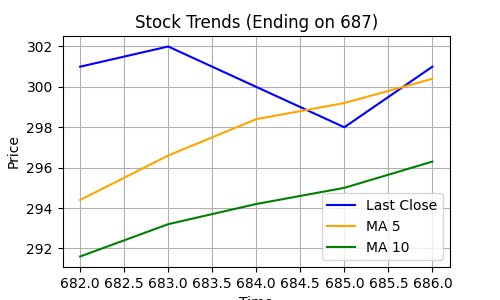 Stock Trends (Ending on 687)
Price
302
300
298
296
294
292
Last Close
MA 5
MA 10
682.0 682.5 683.0 683.5 684.0 684.5 685.0 685.5 686.0
Time